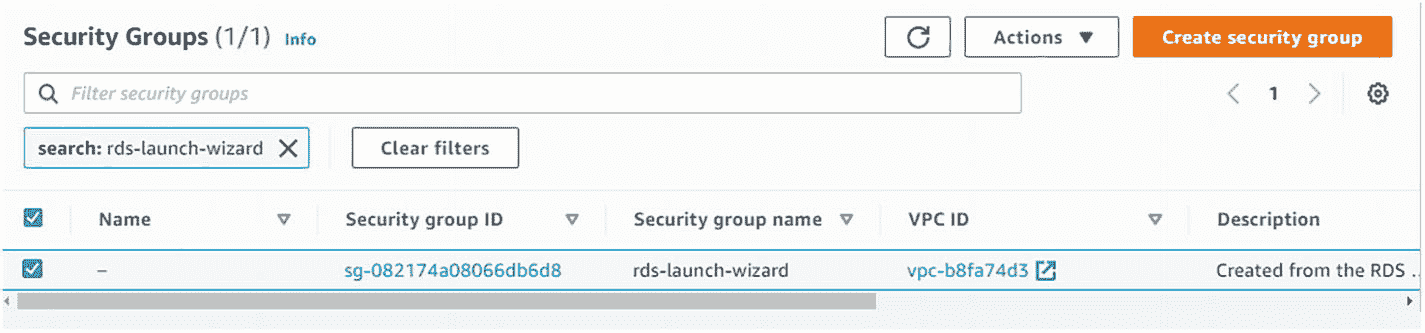 Security Groups (1/1) Info Actions Create security group
Filter security groups 1
search: rds-launch-wizard Clear filters
Name Security group ID Security group name VPC ID Description
– sg-082174a08066db6d8 rds-launch-wizard vpc-b8fa74d3 Created from the RDS ...